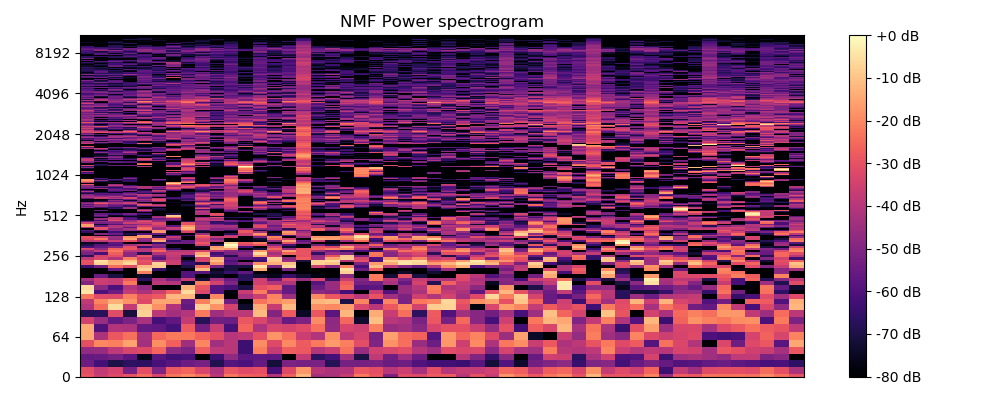 NMF Power spectrogram
Hz
8192
4096
2048
1024
512
256
128
64
0
+0 dB
-10 dB
-20 dB
-30 dB
-40 dB
-50 dB
-60 dB
-70 dB
-80 dB